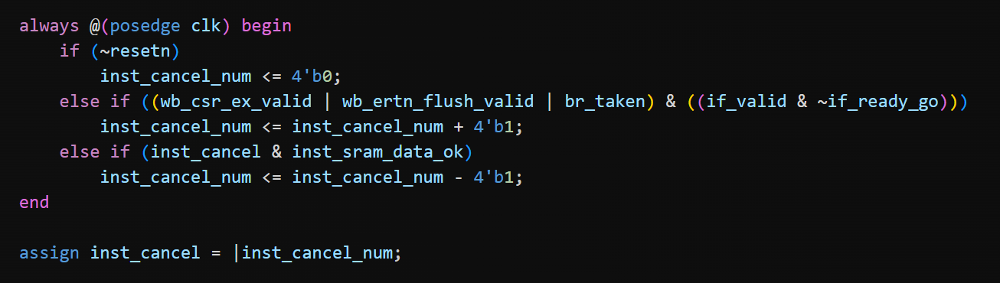 always @(posedge clk) begin
    if (~resetn)
        inst_cancel_num <= 4'b0;
    else if ((wb_csr_ex_valid | wb_ertn_flush_valid | br_taken) & ((if_valid & ~if_ready_go)))
        inst_cancel_num <= inst_cancel_num + 4'b1;
    else if (inst_cancel & inst_sram_data_ok)
        inst_cancel_num <= inst_cancel_num - 4'b1;
end

assign inst_cancel = |inst_cancel_num;